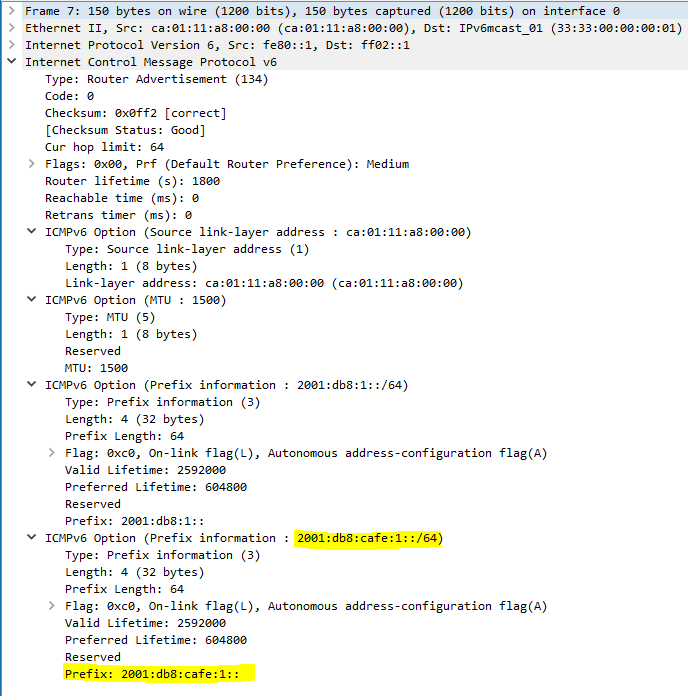 Frame 7: 150 bytes on wire (1200 bits), 150 bytes captured (1200 bits) on interface 0
Ethernet II, Src: ca:01:11:a8:00:00 (ca:01:11:a8:00:00), Dst: IPv6mcast_01 (33:33:00:00:00:01)
Internet Protocol Version 6, Src: fe80::1, Dst: ff02::1
Internet Control Message Protocol v6
Type: Router Advertisement (134)
Code: 0
Checksum: 0x0ff2 [correct]
[Checksum Status: Good]
Cur hop limit: 64
Flags: 0x00, Prf (Default Router Preference): Medium
Router lifetime (s): 1800
Reachable time (ms): 0
Retrans timer (ms): 0
ICMPv6 Option (Source link-layer address : ca:01:11:a8:00:00)
Type: Source link-layer address (1)
Length: 1 (8 bytes)
Link-layer address: ca:01:11:a8:00:00 (ca:01:11:a8:00:00)
ICMPv6 Option (MTU : 1500)
Type: MTU (5)
Length: 1 (8 bytes)
Reserved
MTU: 1500
ICMPv6 Option (Prefix information : 2001:db8:1::/64)
Type: Prefix information (3)
Length: 4 (32 bytes)
Prefix Length: 64
Flag: 0xc0, On-link flag(L), Autonomous address-configuration flag(A)
Valid Lifetime: 2592000
Preferred Lifetime: 604800
Reserved
Prefix: 2001:db8:1::
ICMPv6 Option (Prefix information : 2001:db8:cafe:1::/64)
Type: Prefix information (3)
Length: 4 (32 bytes)
Prefix Length: 64
Flag: 0xc0, On-link flag(L), Autonomous address-configuration flag(A)
Valid Lifetime: 2592000
Preferred Lifetime: 604800
Reserved
Prefix: 2001:db8:cafe:1::